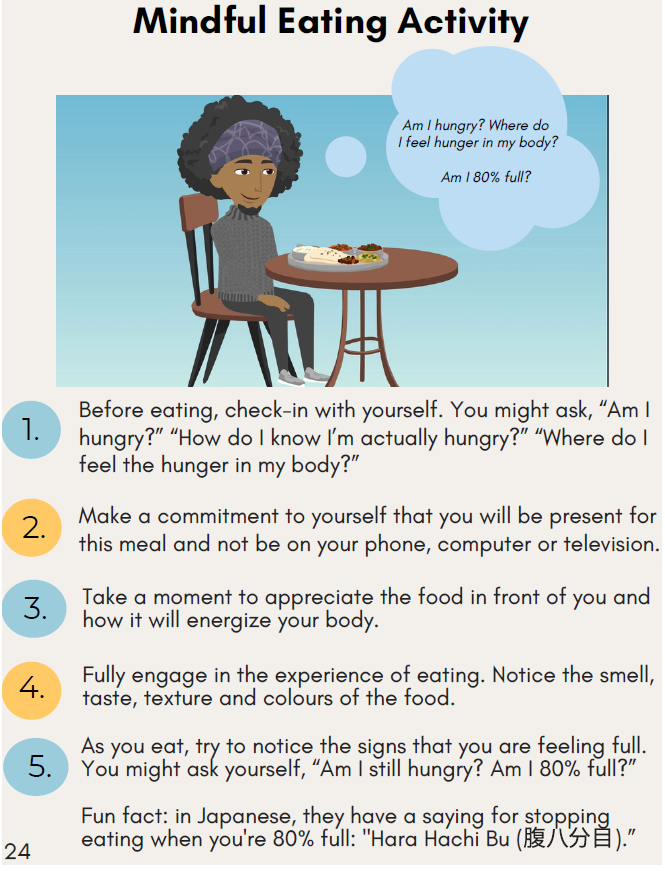 Mindful Eating Activity
Am I hungry? Where do
I feel hunger in my body?
Am I 80% full?
1.
Before eating, check-in with yourself. You might ask, “Am I
hungry?” “How do I know I’m actually hungry?” “Where do I
feel the hunger in my body?”
2.
Make a commitment to yourself that you will be present for
this meal and not be on your phone, computer or television.
3.
Take a moment to appreciate the food in front of you and
how it will energize your body.
4.
Fully engage in the experience of eating. Notice the smell,
taste, texture and colours of the food.
5.
As you eat, try to notice the signs that you are feeling full.
You might ask yourself, “Am I still hungry? Am I 80% full?”
Fun fact: in Japanese, they have a saying for stopping
eating when you're 80% full: "Hara Hachi Bu (腹八分目).”
24